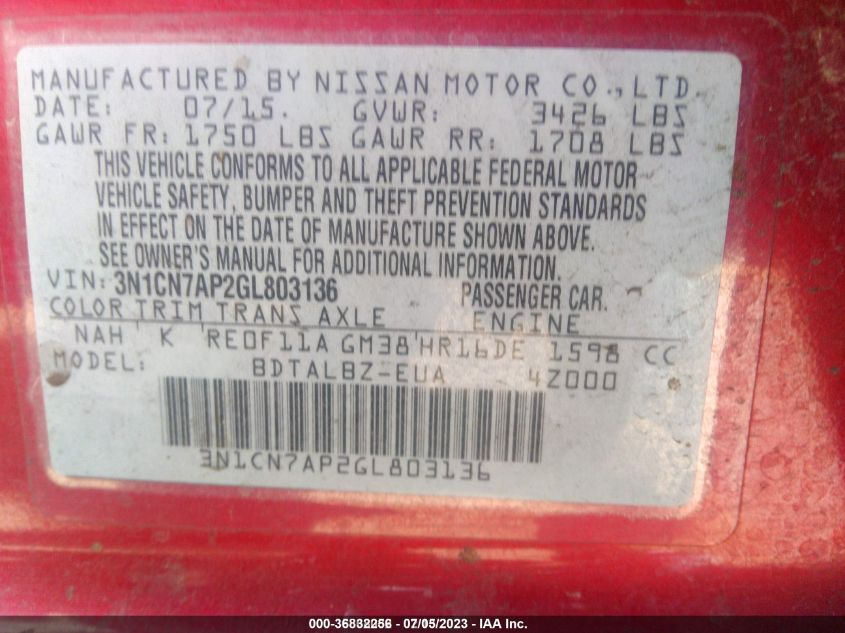 MANUFACTURED BY NISSAN MOTOR CO., LTD.
DATE: 07/15. GVWR: 3426 LBS
GAWR FR: 1750 LBS GAWR RR: 1708 LBS
THIS VEHICLE CONFORMS TO ALL APPLICABLE FEDERAL MOTOR
VEHICLE SAFETY, BUMPER AND THEFT PREVENTION STANDARDS
IN EFFECT ON THE DATE OF MANUFACTURE SHOWN ABOVE.
SEE OWNER'S MANUAL FOR ADDITIONAL INFORMATION.
VIN: 3N1CN7AP2GL803136 PASSENGER CAR.
COLOR TRIM TRANS AXLE ENGINE
NAH K RE0F11A GM38 HR16DE 1598 CC
MODEL: BDTALBZ-EUA 4Z000
3N1CN7AP2GL803136
000-36832256 - 07/05/2023 - IAA Inc.